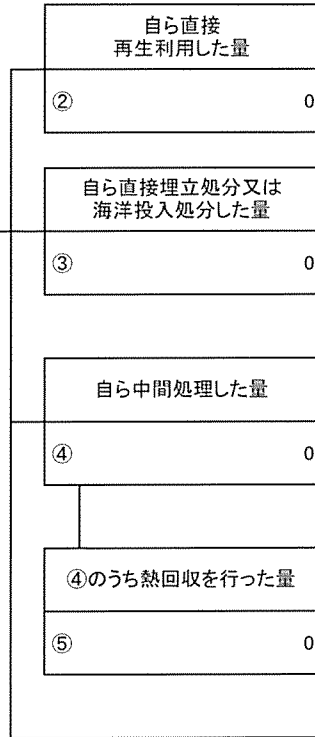 自ら直接
再生利用した量
② 0
自ら直接埋立処分又は
海洋投入処分した量
③ 0
自ら中間処理した量
④ 0
④のうち熱回収を行った量
⑤ 0